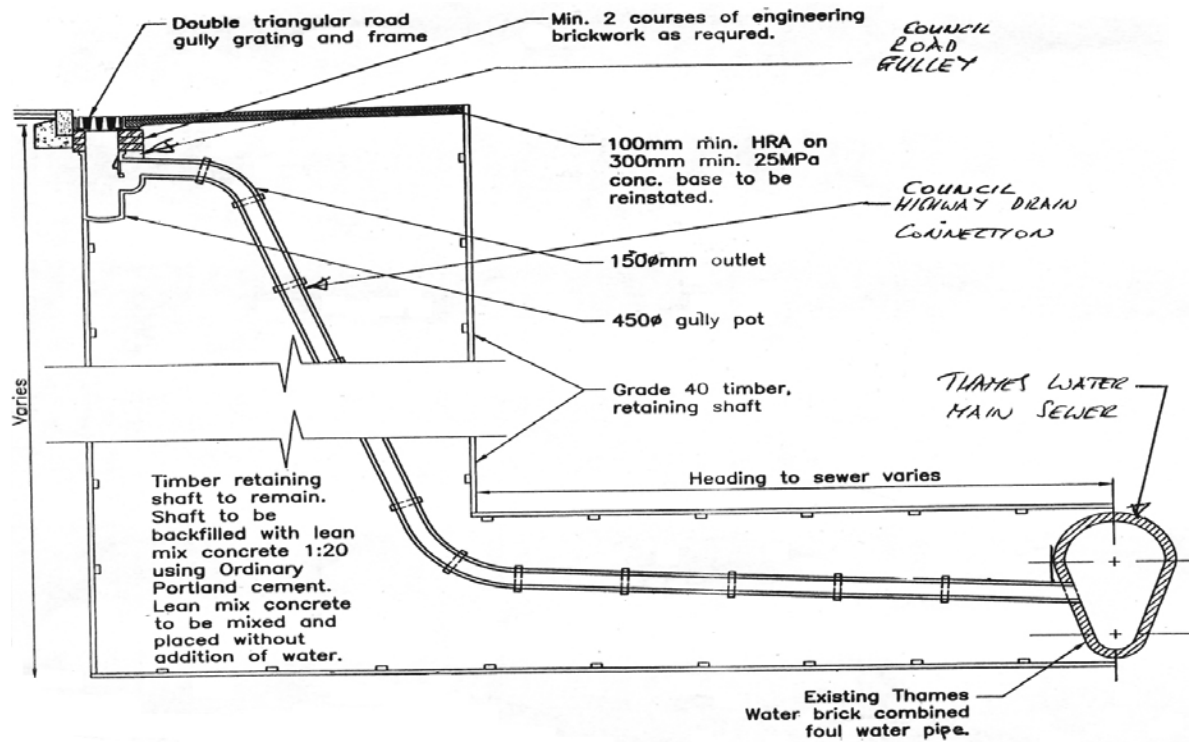 Double triangular road
gully grating and frame
Min. 2 courses of engineering
brickwork as requred.
COUNCIL
ROAD
GULLEY
100mm min. HRA on
300mm min. 25MPa
conc. base to be
reinstated.
COUNCIL
HIGHWAY DRAIN
CONNECTION
150ømm outlet
450ø gully pot
Varies
Grade 40 timber,
retaining shaft
THAMES WATER
MAIN SEWER
Heading to sewer varies
Timber retaining
shaft to remain.
Shaft to be
backfilled with lean
mix concrete 1:20
using Ordinary
Portland cement.
Lean mix concrete
to be mixed and
placed without
addition of water.
Existing Thames
Water brick combined
foul water pipe.